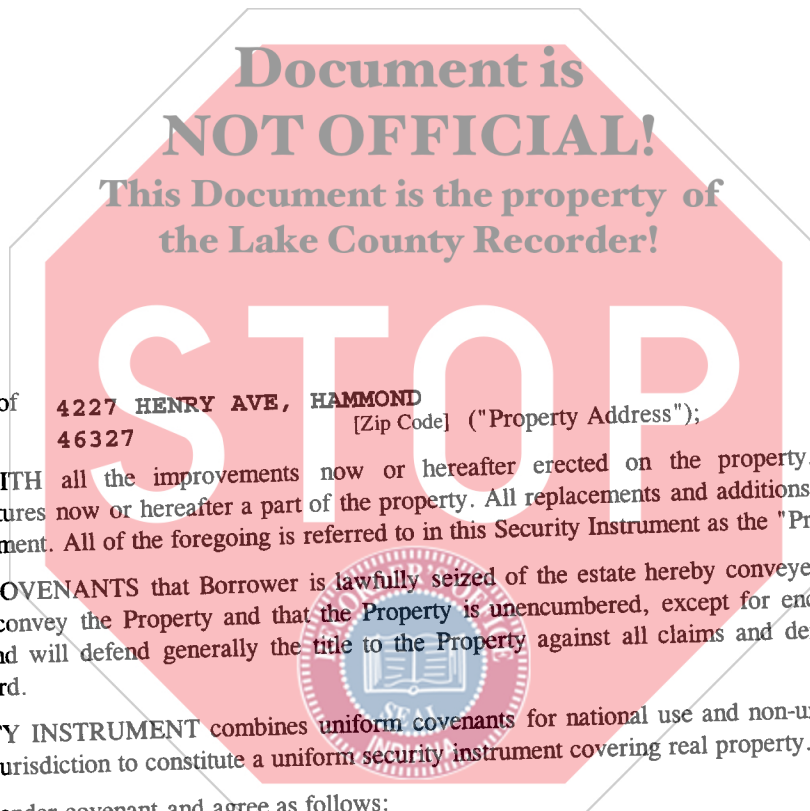 Document is
NOT OFFICIAL!
This Document is the property of
the Lake County Recorder!
STOP
of 4227 HENRY AVE, HAMMOND
46327 [Zip Code] ("Property Address");
all the improvements now or hereafter erected on the property.
now or hereafter a part of the property. All replacements and additions
All of the foregoing is referred to in this Security Instrument as the "Pr
that Borrower is lawfully seized of the estate hereby conveye
convey the Property and that the Property is unencumbered, except for en
will defend generally the title to the Property against all claims and de
rd.
Y INSTRUMENT combines uniform covenants for national use and non-u
urisdiction to constitute a uniform security instrument covering real property.
covenant and agree as follows:
SEAL